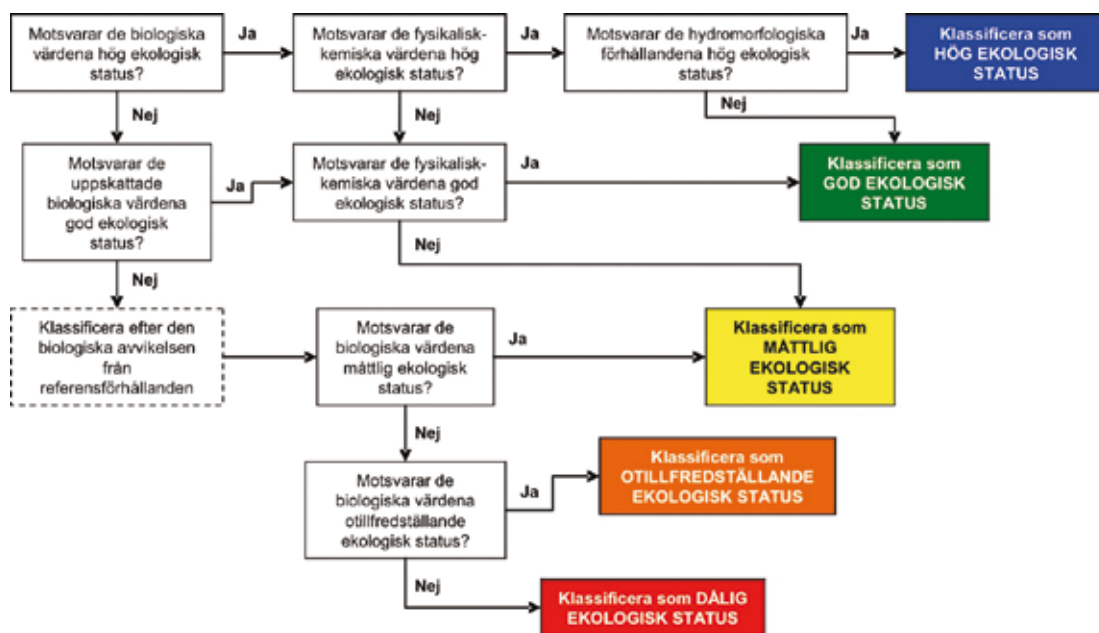 Motsvarar de biologiska
värdena hög ekologisk
status?
Ja
Motsvarar de fysikalisk-
kemiska värdena hög
ekologisk status?
Ja
Motsvarar de hydromorfologiska
förhållandena hög ekologisk
status?
Ja
Klassificera som
HÖG EKOLOGISK
STATUS
Nej
Nej
Nej
Motsvarar de
uppskattade
biologiska värdena
god ekologisk
status?
Ja
Motsvarar de fysikalisk-
kemiska värdena god
ekologisk status?
Ja
Klassificera som
GOD EKOLOGISK
STATUS
Nej
Nej
Klassificera efter den
biologiska avvikelsen
från
referensförhållanden
Motsvarar de
biologiska värdena
måttlig ekologisk
status?
Ja
Klassificera som
MÅTTLIG
EKOLOGISK
STATUS
Nej
Motsvarar de
biologiska värdena
otillfredställande
ekologisk status?
Ja
Klassificera som
OTILLFREDSTÄLLANDE
EKOLOGISK STATUS
Nej
Klassificera som DÅLIG
EKOLOGISK STATUS